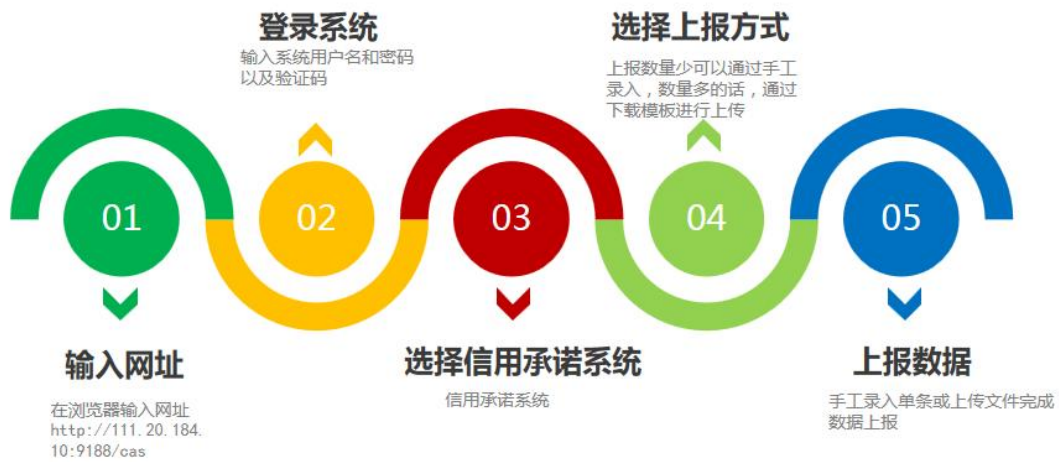 登录系统
输入系统用户名和密码
以及验证码
选择上报方式
上报数量少可以通过手工
录入，数量多的话，通过
下载模板进行上传
01
02
03
04
05
输入网址
在浏览器输入网址
http://111.20.184.
10:9188/cas
选择信用承诺系统
信用承诺系统
上报数据
手工录入单条或上传文件完成
数据上报